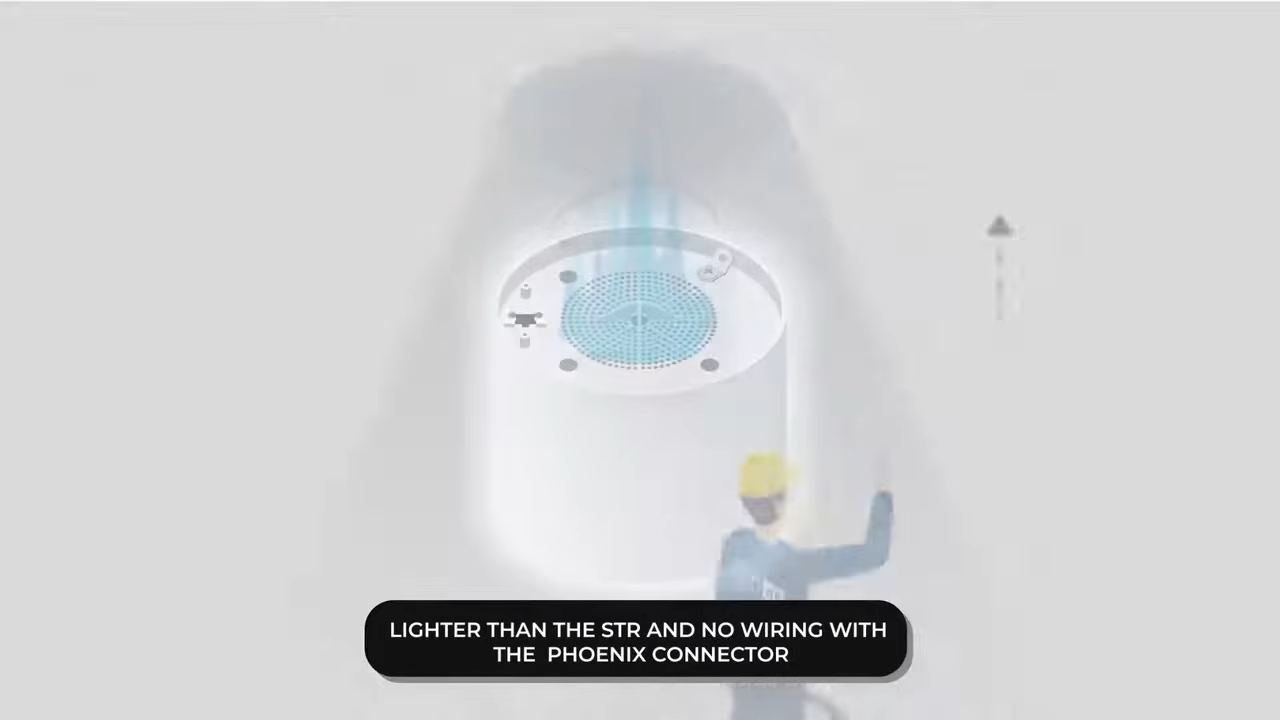 LIGHTER THAN THE STR AND NO WIRING WITH
THE PHOENIX CONNECTOR